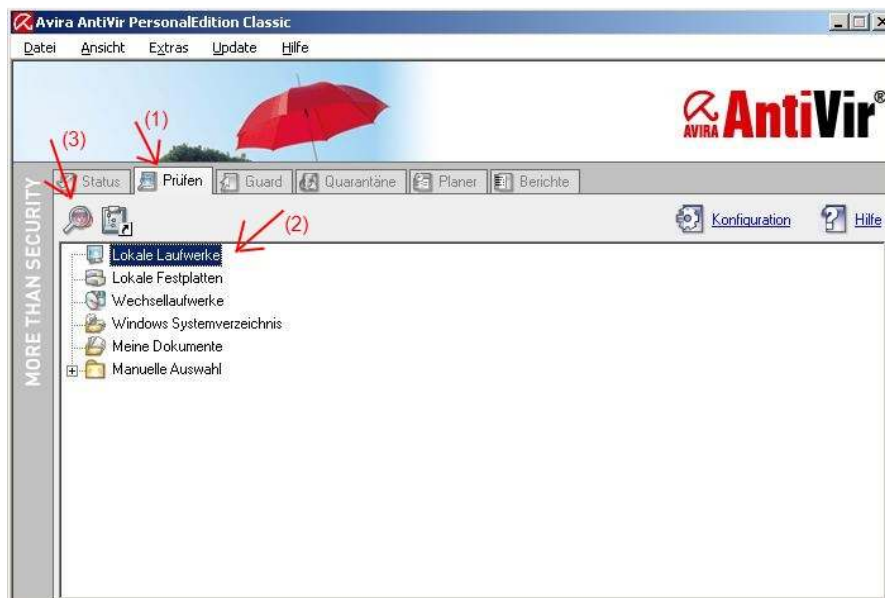 Avira AntiVir PersonalEdition Classic
Datei Ansicht Extras Update Hilfe
AVIRA AntiVir®
(3) (1)
Status Prüfen Guard Quarantäne Planer Berichte
(2)
Konfiguration Hilfe
MORE THAN SECURITY
Lokale Laufwerke
Lokale Festplatten
Wechsellaufwerke
Windows Systemverzeichnis
Meine Dokumente
Manuelle Auswahl